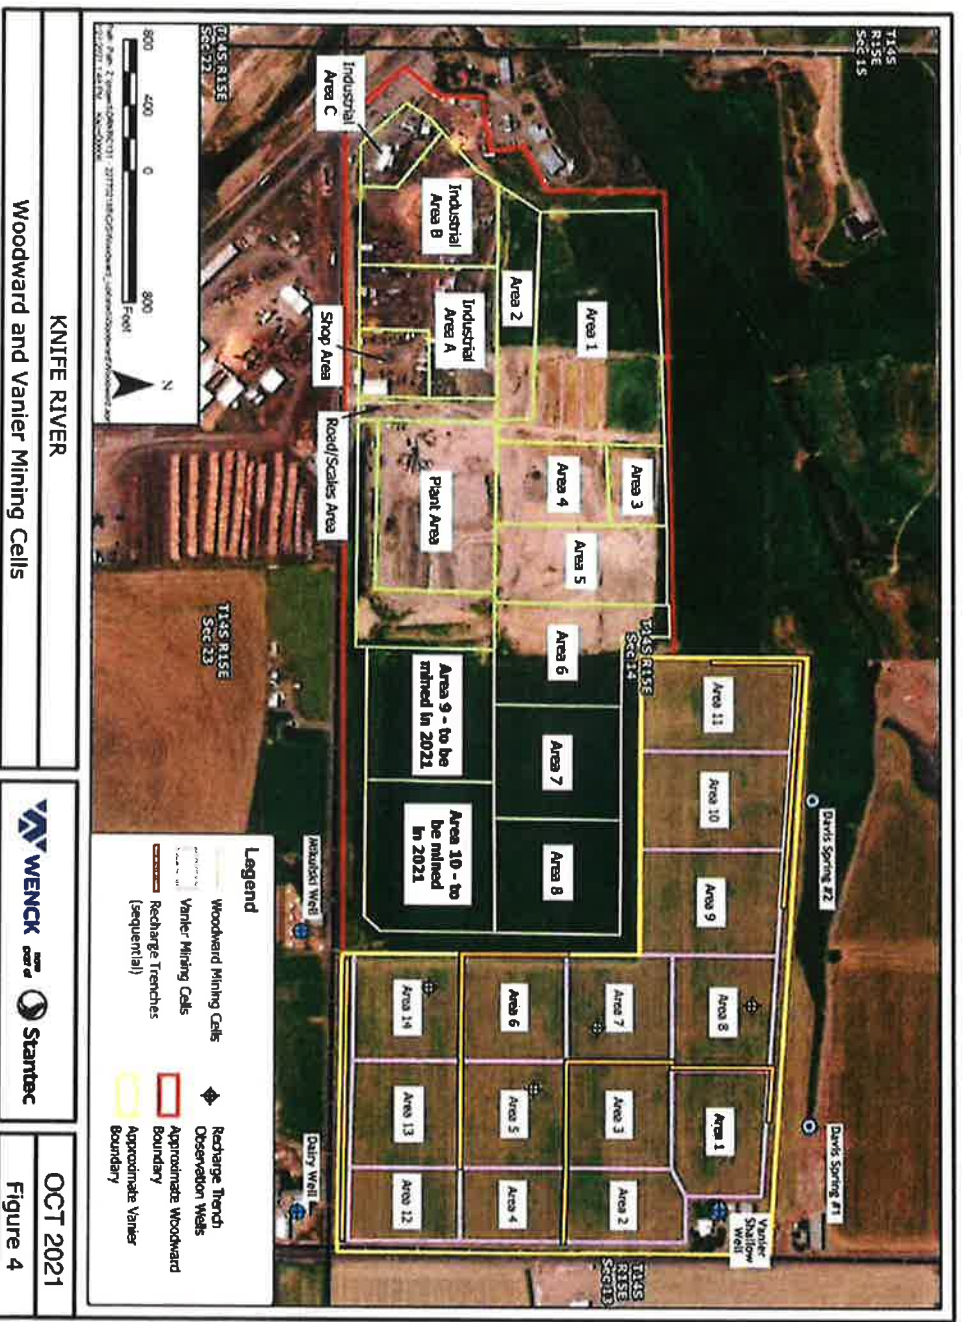 T14S
R15E
Sec 15
Davis Spring #2
Davis Spring #1
Vanier
Shallow
Well
T14S
R15E
Sec 13
T14S R15E
Sec 14
Area 11
Area 10
Area 9
Area 8
Area 1
Area 7
Area 3
Area 2
Area 6
Area 5
Area 4
Area 14
Area 13
Area 12
Area 1
Area 2
Area 3
Area 4
Area 5
Area 6
Area 7
Area 8
Industrial
Area B
Industrial
Area A
Plant Area
Area 9 - to be
mined in 2021
Area 10 - to
be mined
in 2021
Industrial
Area C
Shop Area
Road/Scales Area
Mikulski Well
Dairy Well
T14S R15E
Sec 22
T14S R15E
Sec 23
800
400
0
800
Feet
N
Legend
Woodward Mining Cells
Vanier Mining Cells
Recharge Trenches
(sequential)
Recharge Trench
Observation Wells
Approximate Woodward
Boundary
Approximate Vanier
Boundary
KNIFE RIVER
Woodward and Vanier Mining Cells
WENCK
now
part of
Stantec
OCT 2021
Figure 4